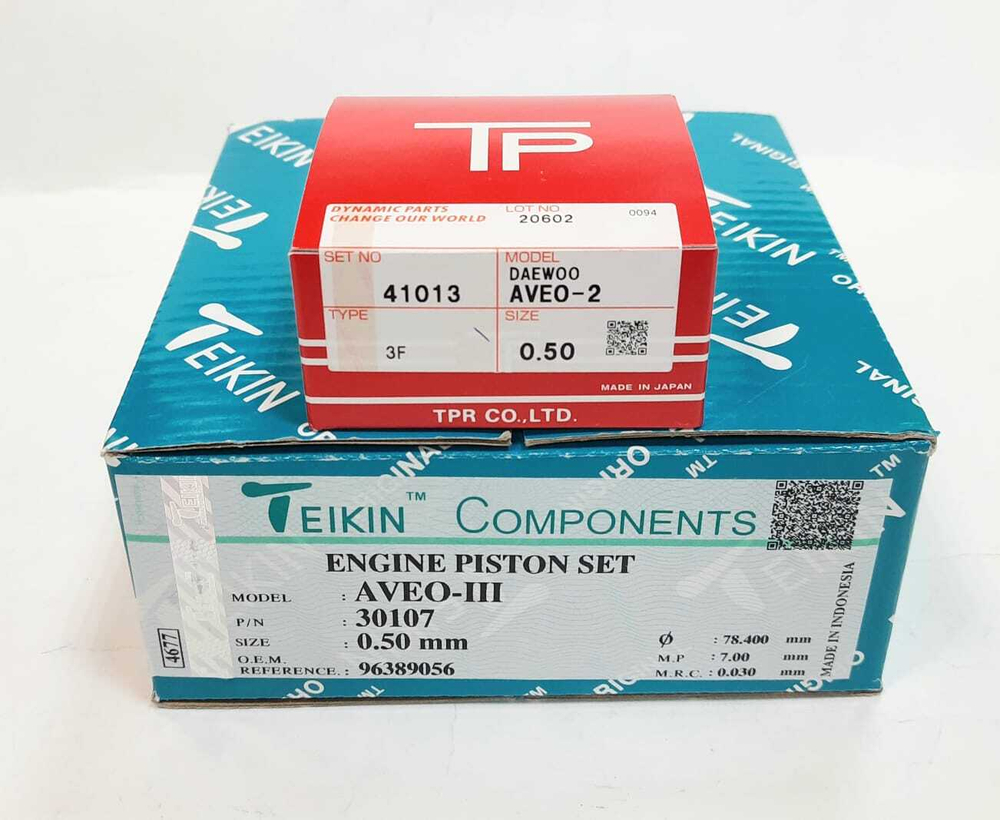 TP
DYNAMIC PARTS
CHANGE OUR WORLD
LOT NO
20602
0094
SET NO
41013
MODEL
DAEWOO
AVEO-2
TYPE
3F
SIZE
0.50
MADE IN JAPAN
TPR CO.,LTD.
TEIKIN
TEIKIN
TEIKIN
ORIGINAL
TM
TEIKIN™ COMPONENTS
ENGINE PISTON SET
MODEL : AVEO-III
P/N : 30107
SIZE : 0.50 mm
O.E.M.
REFERENCE. : 96389056
Ø : 78.400 mm
M.P : 7.00 mm
M.R.C. : 0.030 mm
MADE IN INDONESIA
4677